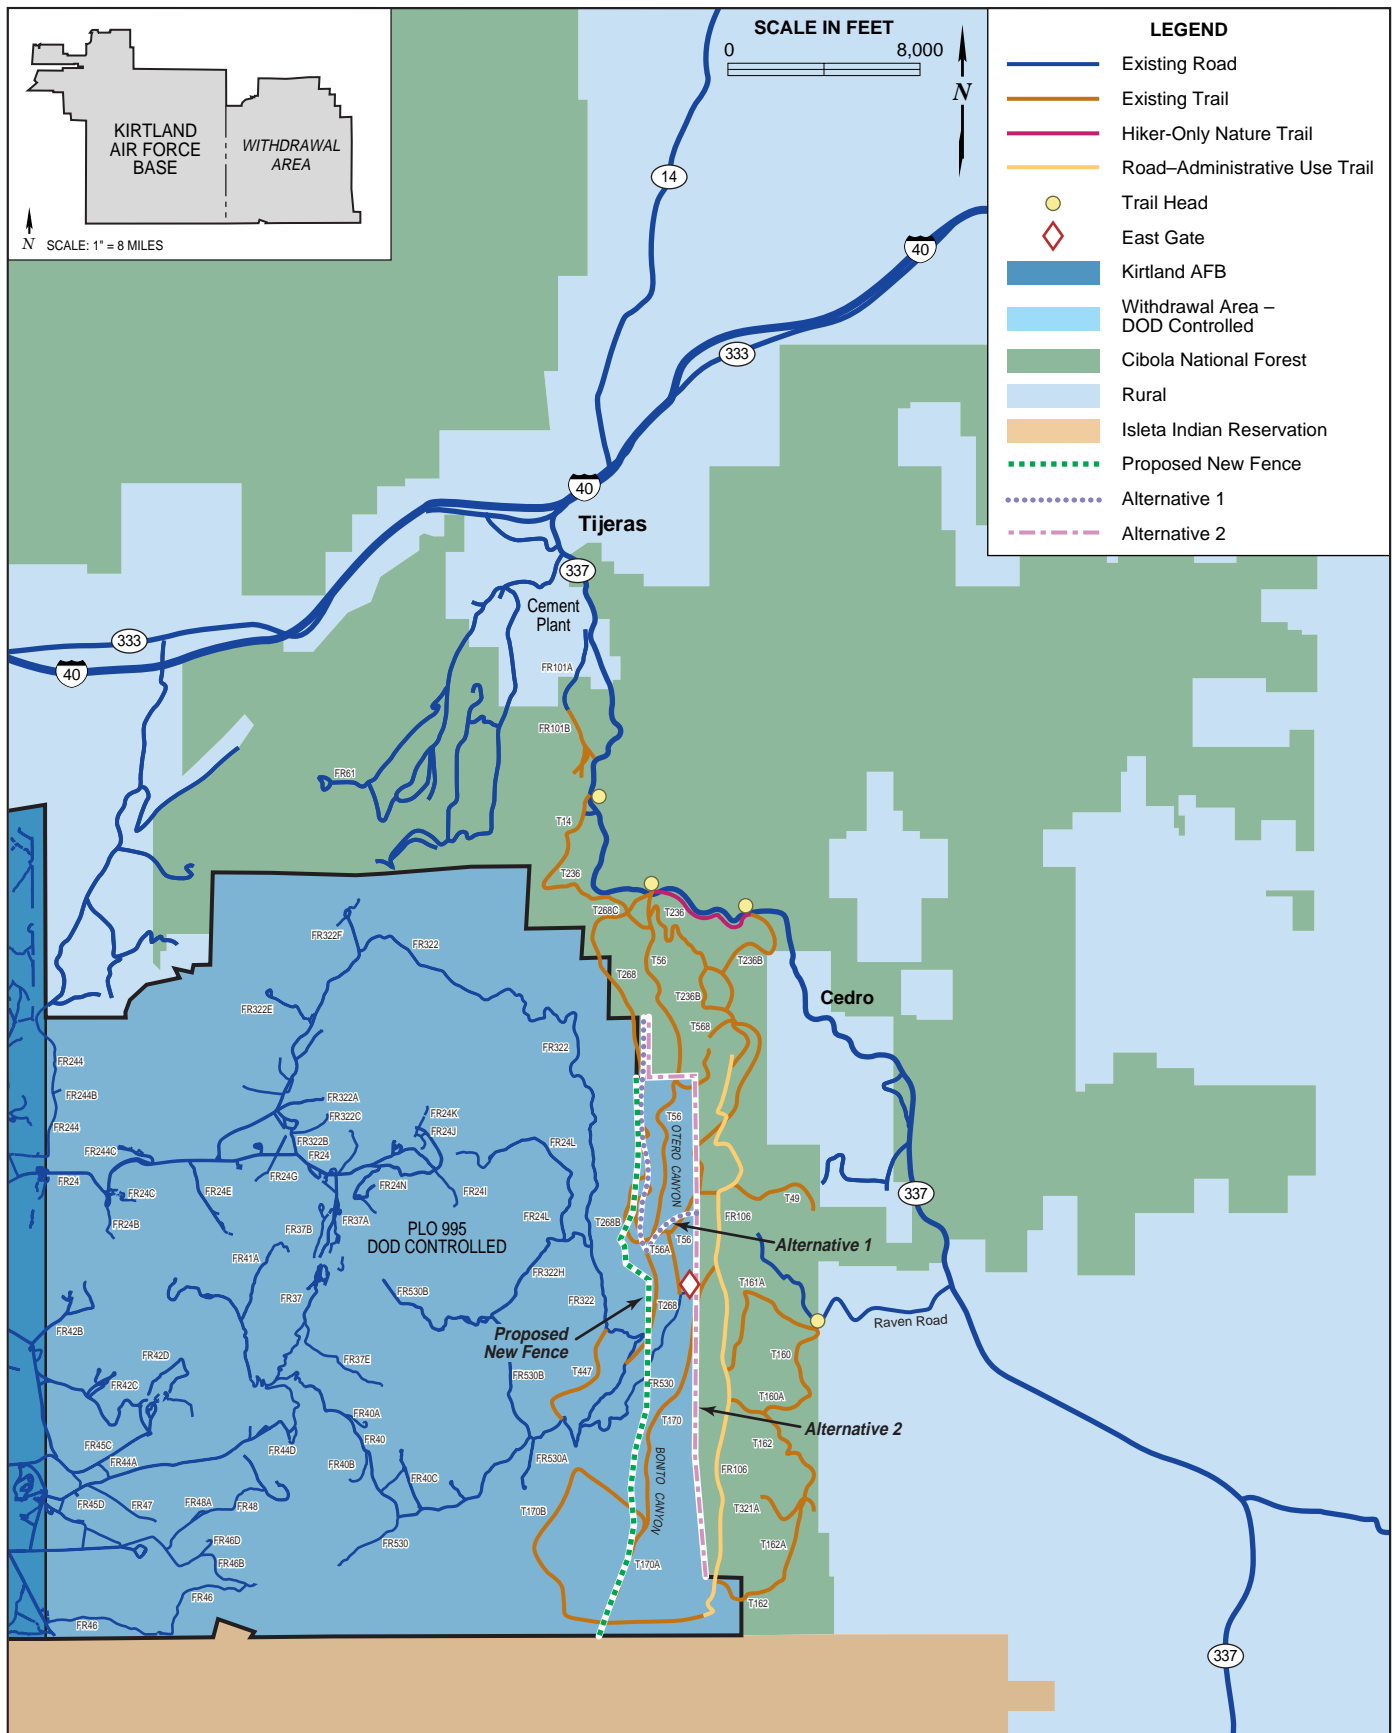 KIRTLAND
AIR FORCE
BASE
WITHDRAWAL
AREA
N
SCALE: 1" = 8 MILES
SCALE IN FEET
0
8,000
N
LEGEND
Existing Road
Existing Trail
Hiker-Only Nature Trail
Road–Administrative Use Trail
Trail Head
East Gate
Kirtland AFB
Withdrawal Area –
DOD Controlled
Cibola National Forest
Rural
Isleta Indian Reservation
Proposed New Fence
Alternative 1
Alternative 2
14
40
333
40
Tijeras
337
Cement
Plant
333
40
FR101A
FR101B
FR61
T14
T236
T268C
T236
FR322F
FR322
T268
T56
T236B
T236B
Cedro
FR322E
T568
FR322
FR244
FR244B
FR244
FR322A
FR322C
FR24K
FR24J
T56
OTERO CANYON
FR244C
FR322B
FR24
FR24L
FR24
FR24G
FR24N
FR24I
FR24C
FR24E
T49
337
FR24B
FR37B
FR37A
FR24L
T268B
FR106
PLO 995
DOD CONTROLLED
T56
T56A
Alternative 1
FR41A
FR322H
FR530B
T161A
FR37
FR322
T268
Raven Road
FR42B
Proposed
New Fence
FR42D
FR37E
FR530B
T447
T160
FR42C
FR530
T160A
FR40A
T170
Alternative 2
FR45C
FR40
FR44D
T162
FR44A
FR40B
FR40C
FR530A
BONITO CANYON
FR106
FR45D
FR47
FR48A
FR48
T170B
T321A
FR46D
FR530
T162A
FR46B
T170A
FR46
T162
FR46
337